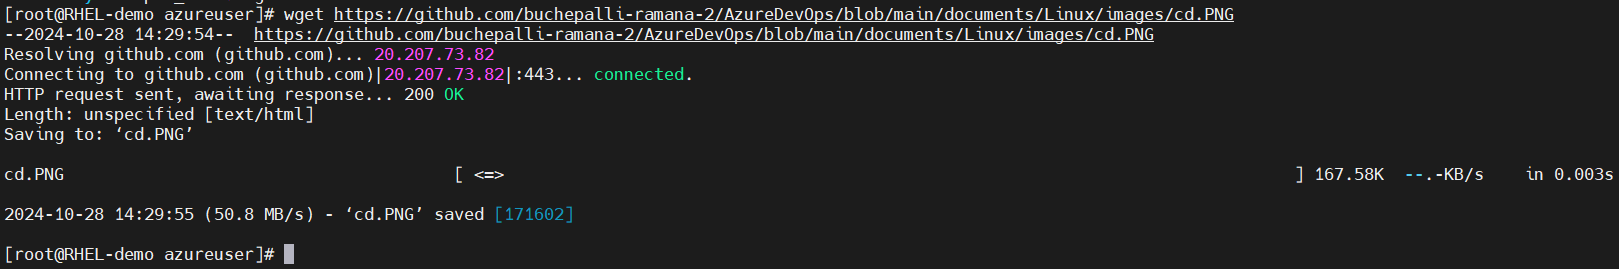 [root@RHEL-demo azureuser]# wget https://github.com/buchepalli-ramana-2/AzureDevOps/blob/main/documents/Linux/images/cd.PNG
--2024-10-28 14:29:54--  https://github.com/buchepalli-ramana-2/AzureDevOps/blob/main/documents/Linux/images/cd.PNG
Resolving github.com (github.com)... 20.207.73.82
Connecting to github.com (github.com)|20.207.73.82|:443... connected.
HTTP request sent, awaiting response... 200 OK
Length: unspecified [text/html]
Saving to: ‘cd.PNG’
cd.PNG [ <=> ] 167.58K --.-KB/s in 0.003s
2024-10-28 14:29:55 (50.8 MB/s) - ‘cd.PNG’ saved [171602]
[root@RHEL-demo azureuser]#